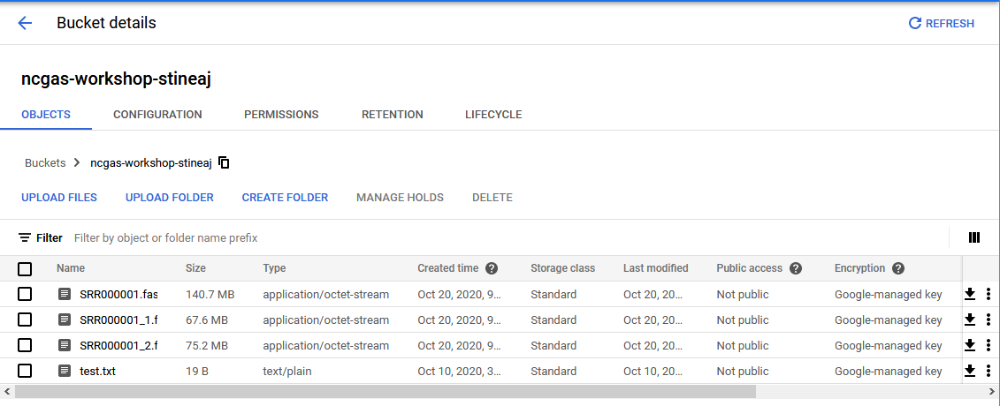 Bucket details REFRESH
ncgas-workshop-stineaj
OBJECTS CONFIGURATION PERMISSIONS RETENTION LIFECYCLE
Buckets ncgas-workshop-stineaj
UPLOAD FILES UPLOAD FOLDER CREATE FOLDER MANAGE HOLDS DELETE
Filter Filter by object or folder name prefix
Name Size Type Created time Storage class Last modified Public access Encryption
SRR000001.fas 140.7 MB application/octet-stream Oct 20, 2020, 9... Standard Oct 20, 20... Not public Google-managed key
SRR000001_1.f 67.6 MB application/octet-stream Oct 20, 2020, 9... Standard Oct 20, 20... Not public Google-managed key
SRR000001_2.f 75.2 MB application/octet-stream Oct 20, 2020, 9... Standard Oct 20, 20... Not public Google-managed key
test.txt 19 B text/plain Oct 10, 2020, 3... Standard Oct 10, 20... Not public Google-managed key